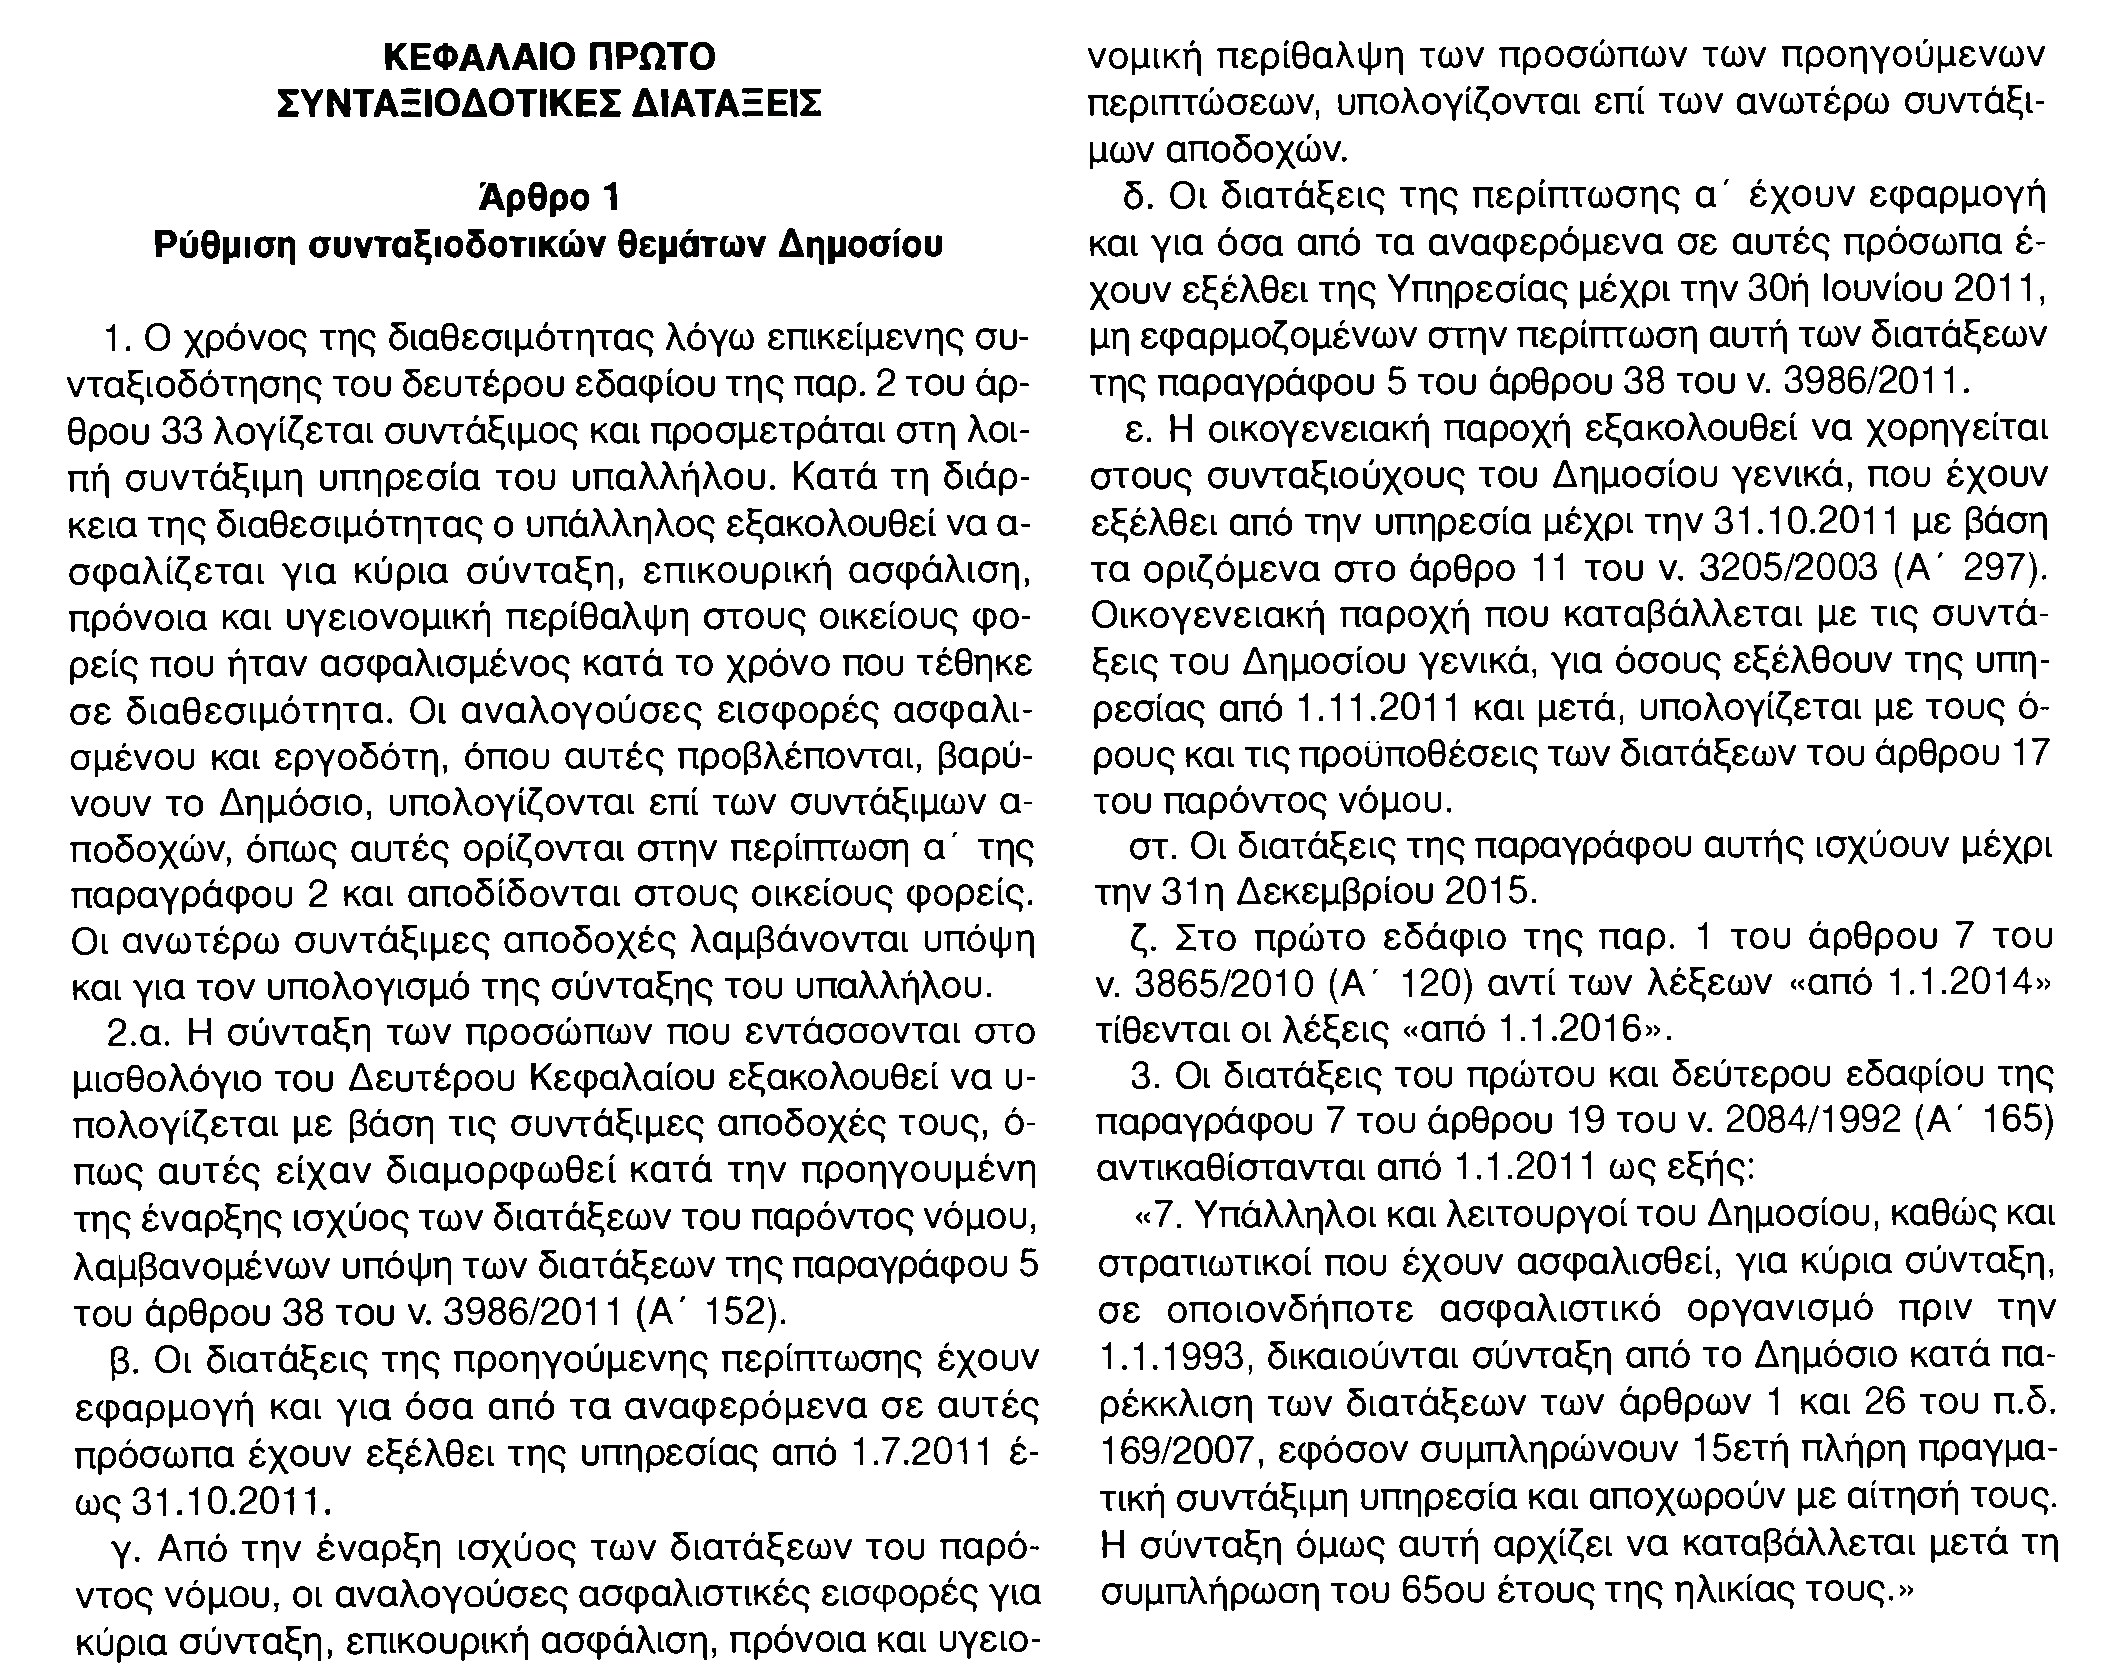 ΚΕΦΑΛΑΙΟ ΠΡΩΤΟ
ΣΥΝΤΑΞΙΟΔΟΤΙΚΕΣ ΔΙΑΤΑΞΕΙΣ
Άρθρο 1
Ρύθμιση συνταξιοδοτικών θεμάτων Δημοσίου
1. Ο χρόνος της διαθεσιμότητας λόγω επικείμενης συ-
νταξιοδότησης του δευτέρου εδαφίου της παρ. 2 του άρ-
θρου 33 λογίζεται συντάξιμος και προσμετράται στη λοι-
πή συντάξιμη υπηρεσία του υπαλλήλου. Κατά τη διάρ-
κεια της διαθεσιμότητας ο υπάλληλος εξακολουθεί να α-
σφαλίζεται για κύρια σύνταξη, επικουρική ασφάλιση,
πρόνοια και υγειονομική περίθαλψη στους οικείους φο-
ρείς που ήταν ασφαλισμένος κατά το χρόνο που τέθηκε
σε διαθεσιμότητα. Οι αναλογούσες εισφορές ασφαλι-
σμένου και εργοδότη, όπου αυτές προβλέπονται, βαρύ-
νουν το Δημόσιο, υπολογίζονται επί των συντάξιμων α-
ποδοχών, όπως αυτές ορίζονται στην περίπτωση α΄ της
παραγράφου 2 και αποδίδονται στους οικείους φορείς.
Οι ανωτέρω συντάξιμες αποδοχές λαμβάνονται υπόψη
και για τον υπολογισμό της σύνταξης του υπαλλήλου.
2.α. Η σύνταξη των προσώπων που εντάσσονται στο
μισθολόγιο του Δευτέρου Κεφαλαίου εξακολουθεί να υ-
πολογίζεται με βάση τις συντάξιμες αποδοχές τους, ό-
πως αυτές είχαν διαμορφωθεί κατά την προηγουμένη
της έναρξης ισχύος των διατάξεων του παρόντος νόμου,
λαμβανομένων υπόψη των διατάξεων της παραγράφου 5
του άρθρου 38 του ν. 3986/2011 (Α΄ 152).
β. Οι διατάξεις της προηγούμενης περίπτωσης έχουν
εφαρμογή και για όσα από τα αναφερόμενα σε αυτές
πρόσωπα έχουν εξέλθει της υπηρεσίας από 1.7.2011 έ-
ως 31.10.2011.
γ. Από την έναρξη ισχύος των διατάξεων του παρό-
ντος νόμου, οι αναλογούσες ασφαλιστικές εισφορές για
κύρια σύνταξη, επικουρική ασφάλιση, πρόνοια και υγειο-
νομική περίθαλψη των προσώπων των προηγούμενων
περιπτώσεων, υπολογίζονται επί των ανωτέρω συντάξι-
μων αποδοχών.
δ. Οι διατάξεις της περίπτωσης α΄ έχουν εφαρμογή
και για όσα από τα αναφερόμενα σε αυτές πρόσωπα έ-
χουν εξέλθει της Υπηρεσίας μέχρι την 30ή Ιουνίου 2011,
μη εφαρμοζομένων στην περίπτωση αυτή των διατάξεων
της παραγράφου 5 του άρθρου 38 του ν. 3986/2011.
ε. Η οικογενειακή παροχή εξακολουθεί να χορηγείται
στους συνταξιούχους του Δημοσίου γενικά, που έχουν
εξέλθει από την υπηρεσία μέχρι την 31.10.2011 με βάση
τα οριζόμενα στο άρθρο 11 του ν. 3205/2003 (Α΄ 297).
Οικογενειακή παροχή που καταβάλλεται με τις συντά-
ξεις του Δημοσίου γενικά, για όσους εξέλθουν της υπη-
ρεσίας από 1.11.2011 και μετά, υπολογίζεται με τους ό-
ρους και τις προϋποθέσεις των διατάξεων του άρθρου 17
του παρόντος νόμου.
στ. Οι διατάξεις της παραγράφου αυτής ισχύουν μέχρι
την 31η Δεκεμβρίου 2015.
ζ. Στο πρώτο εδάφιο της παρ. 1 του άρθρου 7 του
ν. 3865/2010 (Α΄ 120) αντί των λέξεων «από 1.1.2014»
τίθενται οι λέξεις «από 1.1.2016».
3. Οι διατάξεις του πρώτου και δεύτερου εδαφίου της
παραγράφου 7 του άρθρου 19 του ν. 2084/1992 (Α΄ 165)
αντικαθίστανται από 1.1.2011 ως εξής:
«7. Υπάλληλοι και λειτουργοί του Δημοσίου, καθώς και
στρατιωτικοί που έχουν ασφαλισθεί, για κύρια σύνταξη,
σε οποιονδήποτε ασφαλιστικό οργανισμό πριν την
1.1.1993, δικαιούνται σύνταξη από το Δημόσιο κατά πα-
ρέκκλιση των διατάξεων των άρθρων 1 και 26 του π.δ.
169/2007, εφόσον συμπληρώνουν 15ετή πλήρη πραγμα-
τική συντάξιμη υπηρεσία και αποχωρούν με αίτησή τους.
Η σύνταξη όμως αυτή αρχίζει να καταβάλλεται μετά τη
συμπλήρωση του 65ου έτους της ηλικίας τους.»